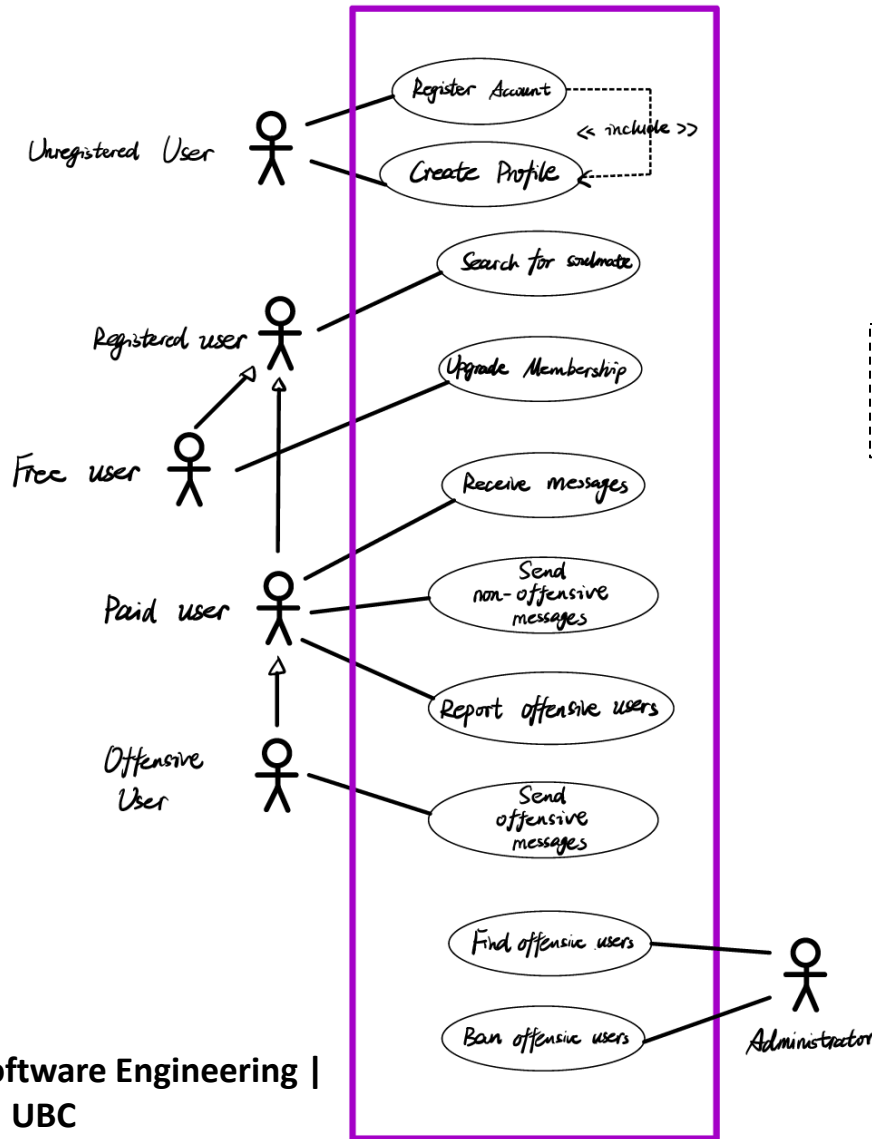 Register Account
<< include >>
Unregistered User
Create Profile
Search for soulmate
Registered user
Upgrade Membership
Free user
Receive messages
Send
non-offensive
messages
Paid user
Report offensive users
Offensive
User
Send
offensive
messages
Find offensive users
Ban offensive users
Administrator
oftware Engineering |
UBC